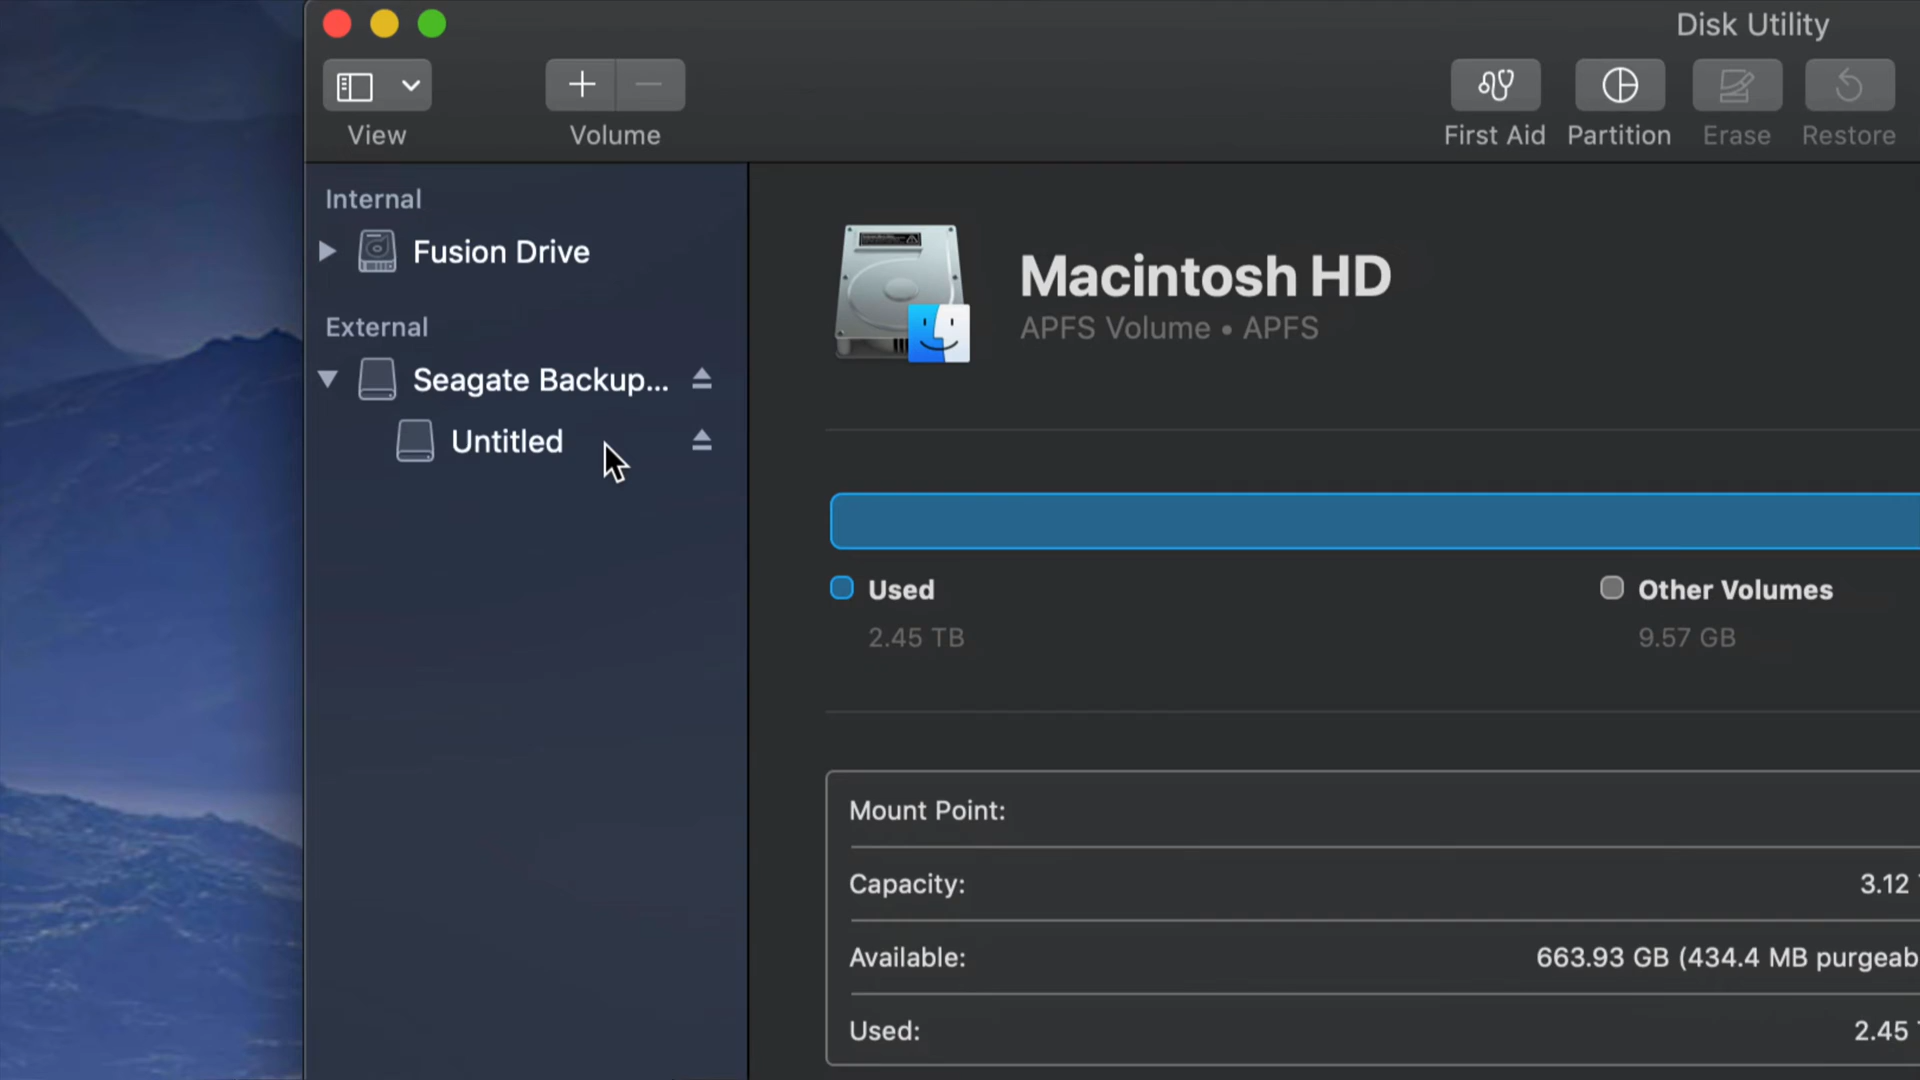 Disk Utility
View
Volume
First Aid
Partition
Erase
Restore
Internal
Fusion Drive
External
Seagate Backup...
Untitled
Macintosh HD
APFS Volume • APFS
Used
2.45 TB
Other Volumes
9.57 GB
Mount Point:
Capacity: 3.12
Available: 663.93 GB (434.4 MB purgeab
Used: 2.45